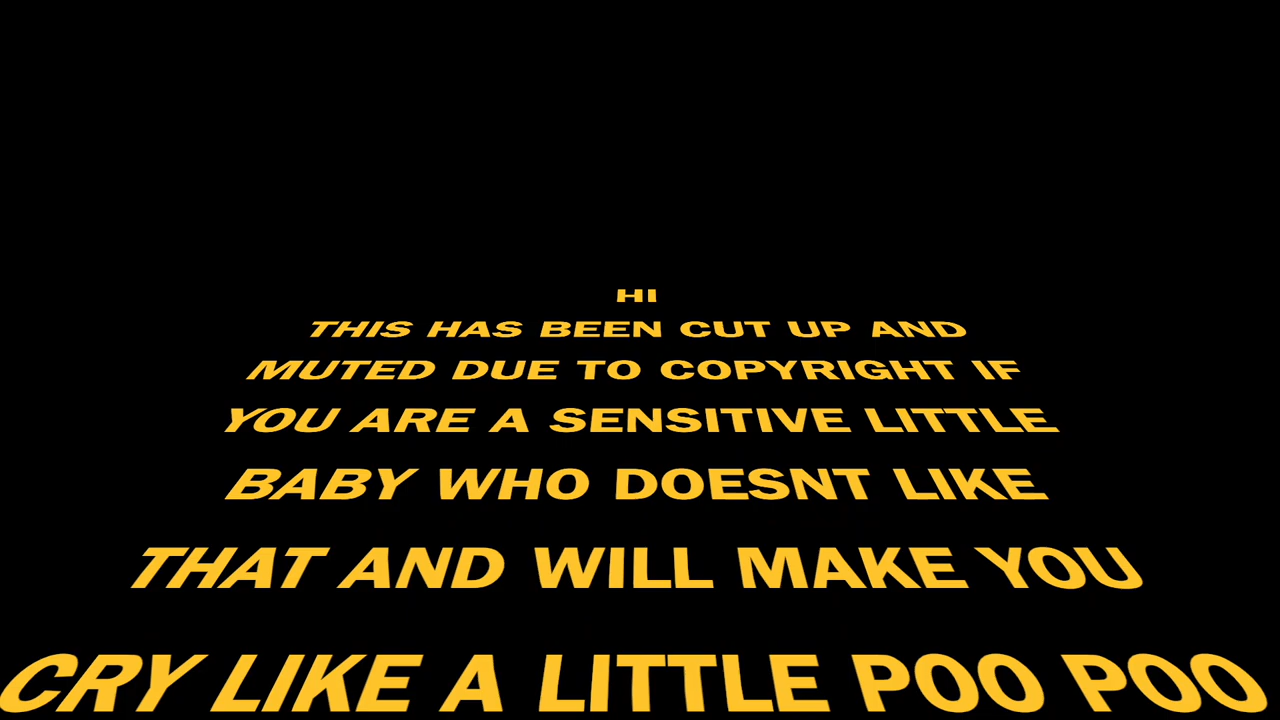 HI
THIS HAS BEEN CUT UP AND
MUTED DUE TO COPYRIGHT IF
YOU ARE A SENSITIVE LITTLE
BABY WHO DOESNT LIKE
THAT AND WILL MAKE YOU
CRY LIKE A LITTLE POO POO